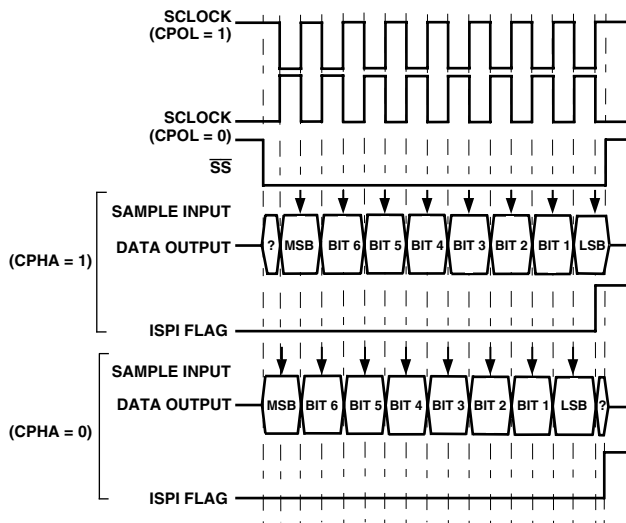 SCLOCK
(CPOL = 1)
SCLOCK
(CPOL = 0)
SS
SAMPLE INPUT
DATA OUTPUT
? MSB BIT 6 BIT 5 BIT 4 BIT 3 BIT 2 BIT 1 LSB
(CPHA = 1)
ISPI FLAG
SAMPLE INPUT
DATA OUTPUT
MSB BIT 6 BIT 5 BIT 4 BIT 3 BIT 2 BIT 1 LSB ?
(CPHA = 0)
ISPI FLAG